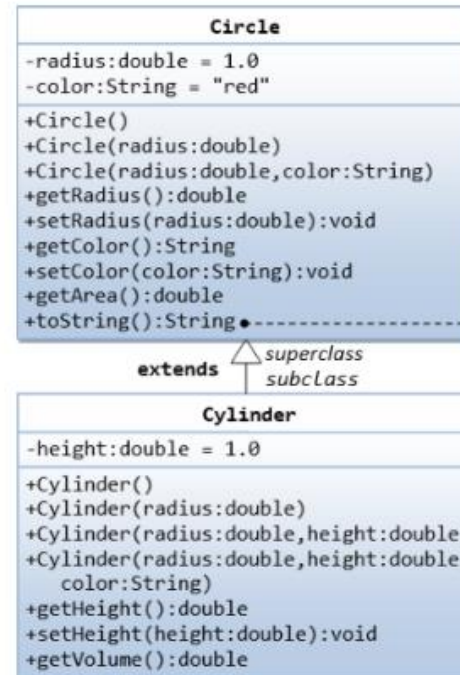 Circle
-radius:double = 1.0
-color:String = "red"
+Circle()
+Circle(radius:double)
+Circle(radius:double,color:String)
+getRadius():double
+setRadius(radius:double):void
+getColor():String
+setColor(color:String):void
+getArea():double
+toString():String
superclass
extends
subclass
Cylinder
-height:double = 1.0
+Cylinder()
+Cylinder(radius:double)
+Cylinder(radius:double,height:double
+Cylinder(radius:double,height:double
color:String)
+getHeight():double
+setHeight(height:double):void
+getVolume():double